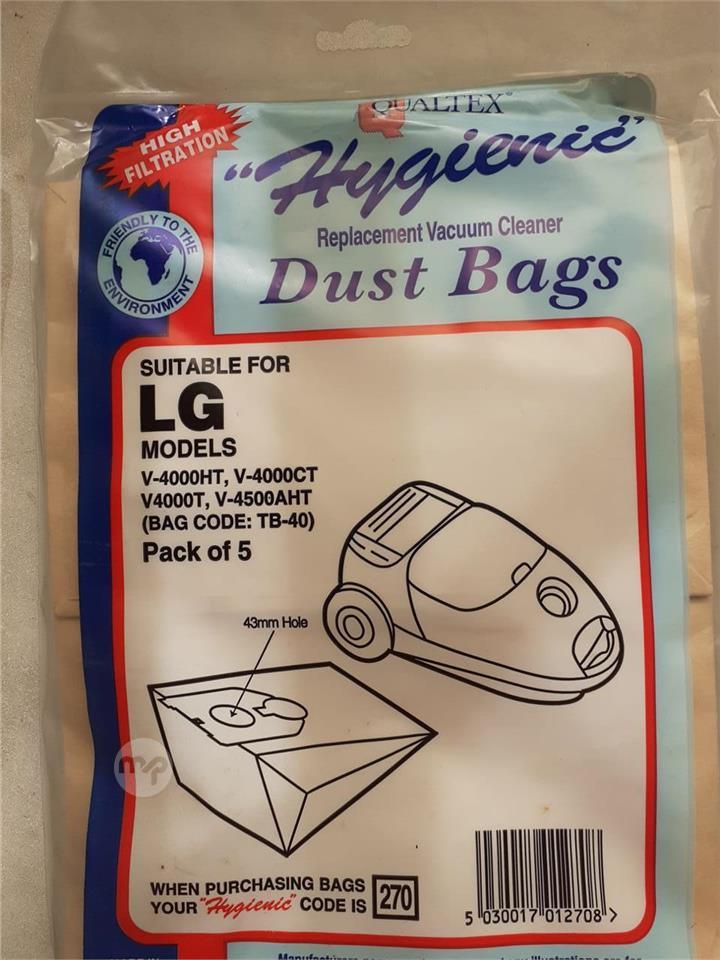 QUALTEX
HIGH
FILTRATION
"Hygienic"
FRIENDLY TO THE
ENVIRONMENT
Replacement Vacuum Cleaner
Dust Bags
SUITABLE FOR
LG
MODELS
V-4000HT, V-4000CT
V4000T, V-4500AHT
(BAG CODE: TB-40)
Pack of 5
43mm Hole
mp
WHEN PURCHASING BAGS
YOUR "Hygienic" CODE IS 270
5 030017 012708 >